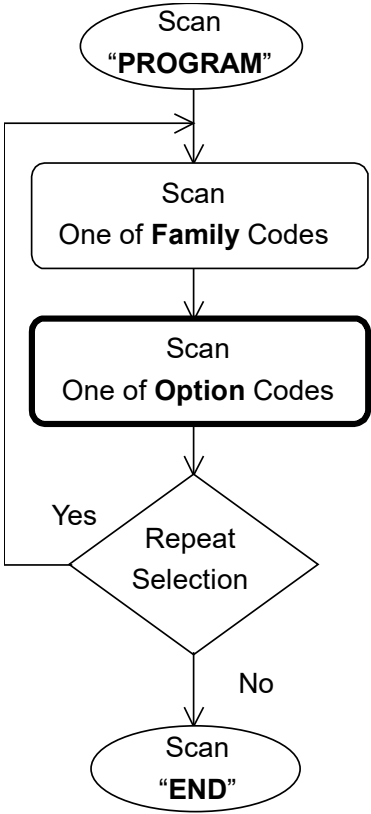 Scan
“PROGRAM”
Scan
One of Family Codes
Scan
One of Option Codes
Yes
Repeat
Selection
No
Scan
“END”